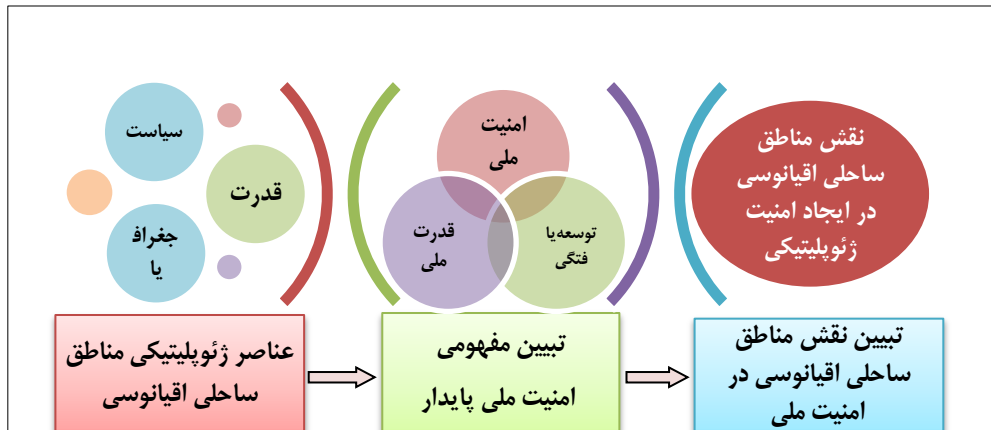 سیاست
قدرت
جغراف
یا
امنیت
ملی
قدرت
ملی
توسعه‌یا
فتگی
نقش مناطق
ساحلی اقیانوسی
در ایجاد امنیت
ژئوپلیتیکی
عناصر ژئوپلیتیکی مناطق
ساحلی اقیانوسی
تبیین مفهومی
امنیت ملی پایدار
تبیین نقش مناطق
ساحلی اقیانوسی در
امنیت ملی